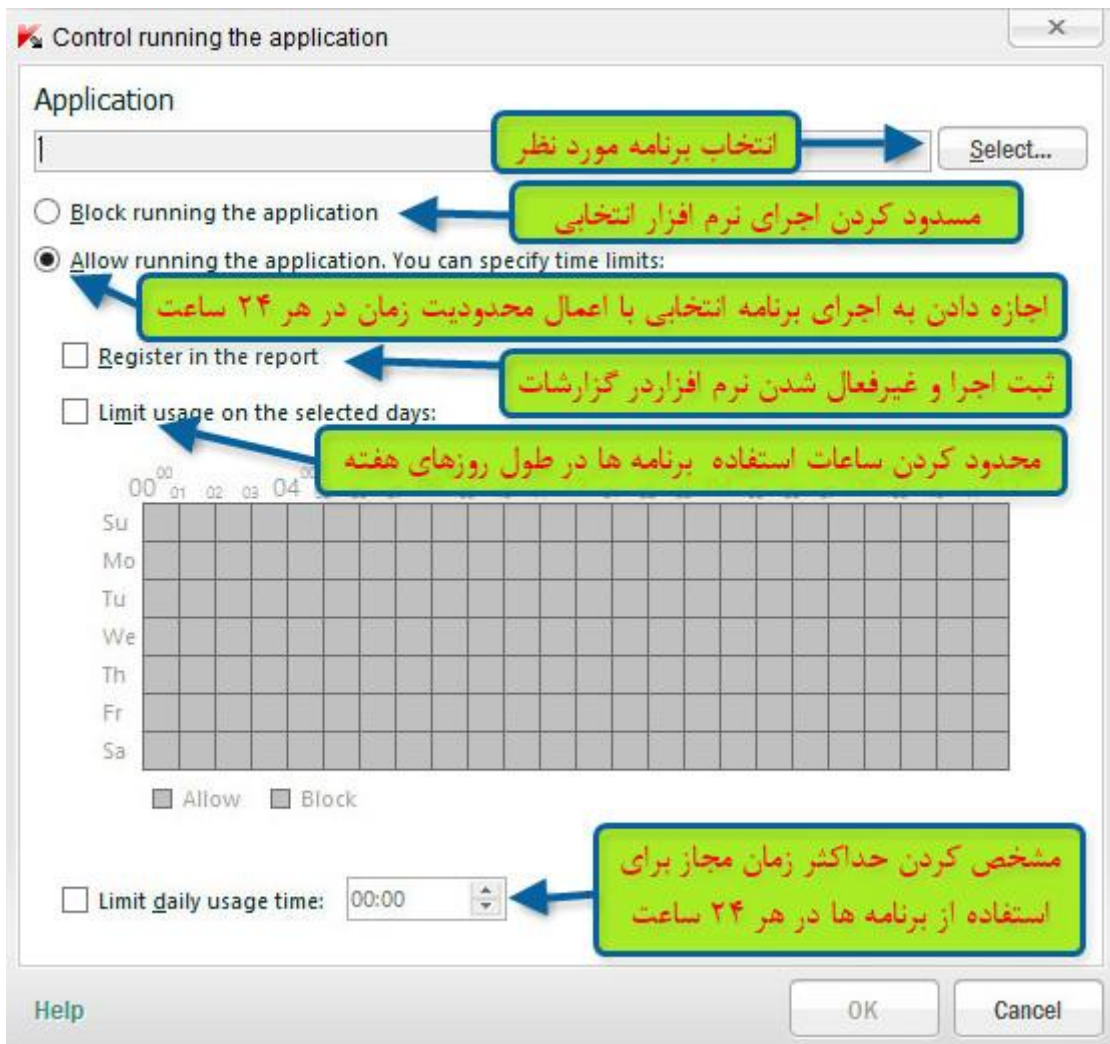 Control running the application
Application
انتخاب برنامه مورد نظر
Select...
Block running the application
مسدود کردن اجرای نرم افزار انتخابی
Allow running the application. You can specify time limits:
اجازه دادن به اجرای برنامه انتخابی با اعمال محدودیت زمان در هر ۲۴ ساعت
Register in the report
ثبت اجرا و غیرفعال شدن نرم افزاردر گزارشات
Limit usage on the selected days:
محدود کردن ساعات استفاده برنامه ها در طول روزهای هفته
00 00 01 02 03 04
Su
Mo
Tu
We
Th
Fr
Sa
Allow Block
مشخص کردن حداکثر زمان مجاز برای
استفاده از برنامه ها در هر ۲۴ ساعت
Limit daily usage time: 00:00
Help
OK
Cancel